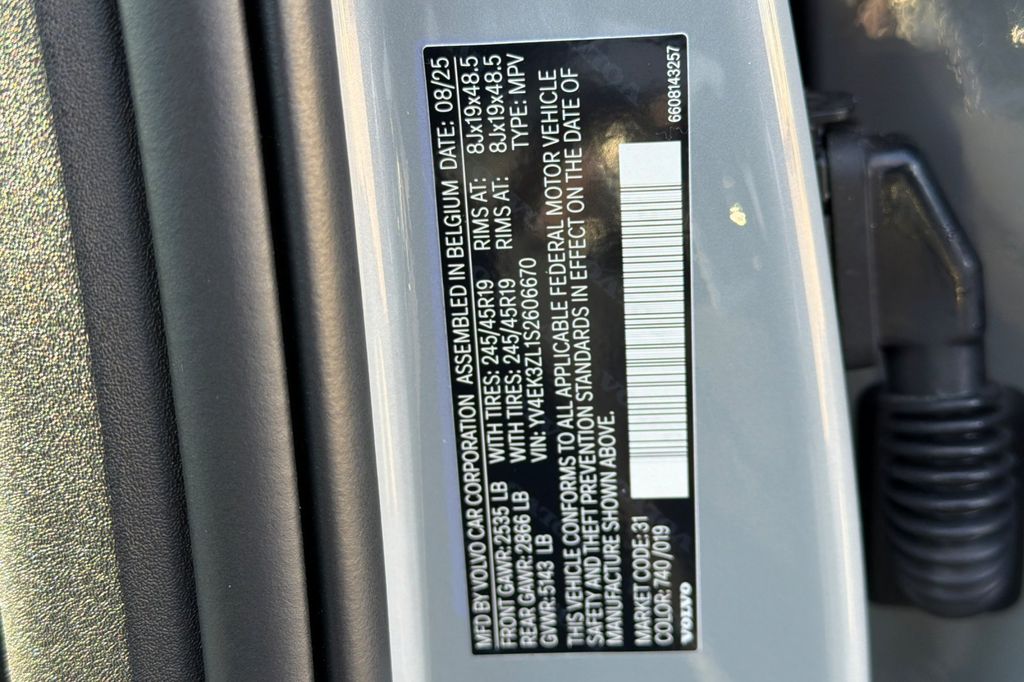 MFD BY VOLVO CAR CORPORATION ASSEMBLED IN BELGIUM DATE: 08/25
FRONT GAWR: 2535 LB WITH TIRES: 245/45R19 RIMS AT: 8Jx19x48.5
REAR GAWR: 2866 LB WITH TIRES: 245/45R19 RIMS AT: 8Jx19x48.5
GVWR: 5143 LB VIN: YV4EK3ZL1S2606670 TYPE: MPV
THIS VEHICLE CONFORMS TO ALL APPLICABLE FEDERAL MOTOR VEHICLE
SAFETY AND THEFT PREVENTION STANDARDS IN EFFECT ON THE DATE OF
MANUFACTURE SHOWN ABOVE.
MARKET CODE:31
COLOR: 740/019
VOLVO
6608143257